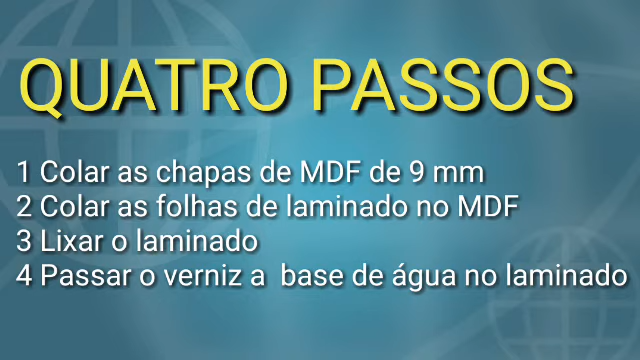 QUATRO PASSOS
1 Colar as chapas de MDF de 9 mm
2 Colar as folhas de laminado no MDF
3 Lixar o laminado
4 Passar o verniz a  base de água no laminado